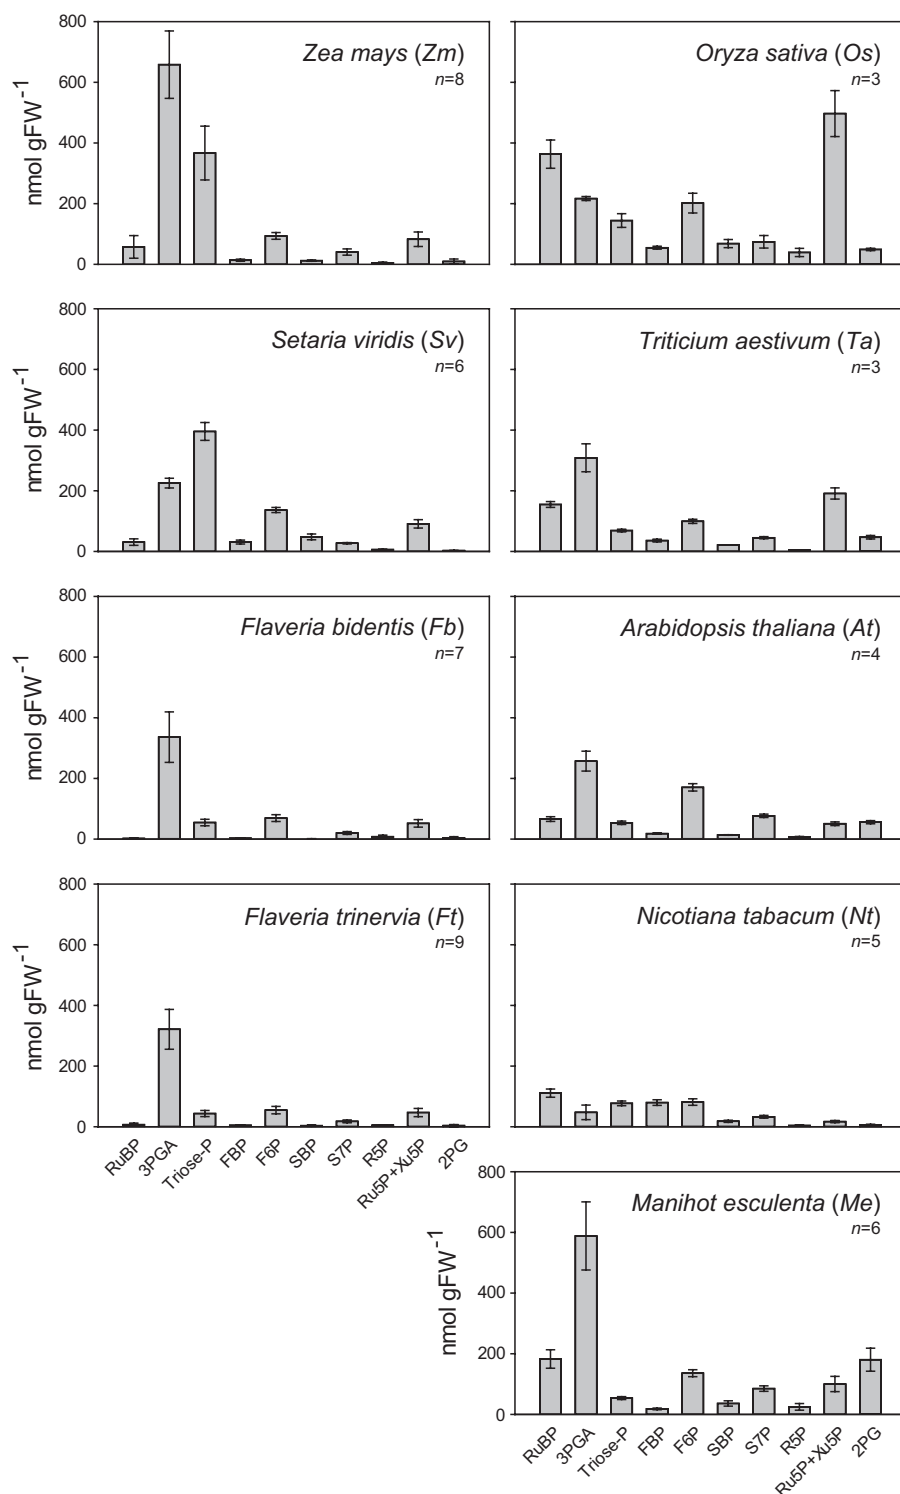 800
600
400
200
0
nmol gFW-1
Zea mays (Zm)
n=8
Oryza sativa (Os)
n=3
800
600
400
200
0
nmol gFW-1
Setaria viridis (Sv)
n=6
Triticium aestivum (Ta)
n=3
800
600
400
200
0
nmol gFW-1
Flaveria bidentis (Fb)
n=7
Arabidopsis thaliana (At)
n=4
800
600
400
200
0
nmol gFW-1
Flaveria trinervia (Ft)
n=9
Nicotiana tabacum (Nt)
n=5
RuBP
3PGA
Triose-P
FBP
F6P
SBP
S7P
R5P
Ru5P+Xu5P
2PG
800
600
400
200
0
nmol gFW-1
Manihot esculenta (Me)
n=6
RuBP
3PGA
Triose-P
FBP
F6P
SBP
S7P
R5P
Ru5P+Xu5P
2PG